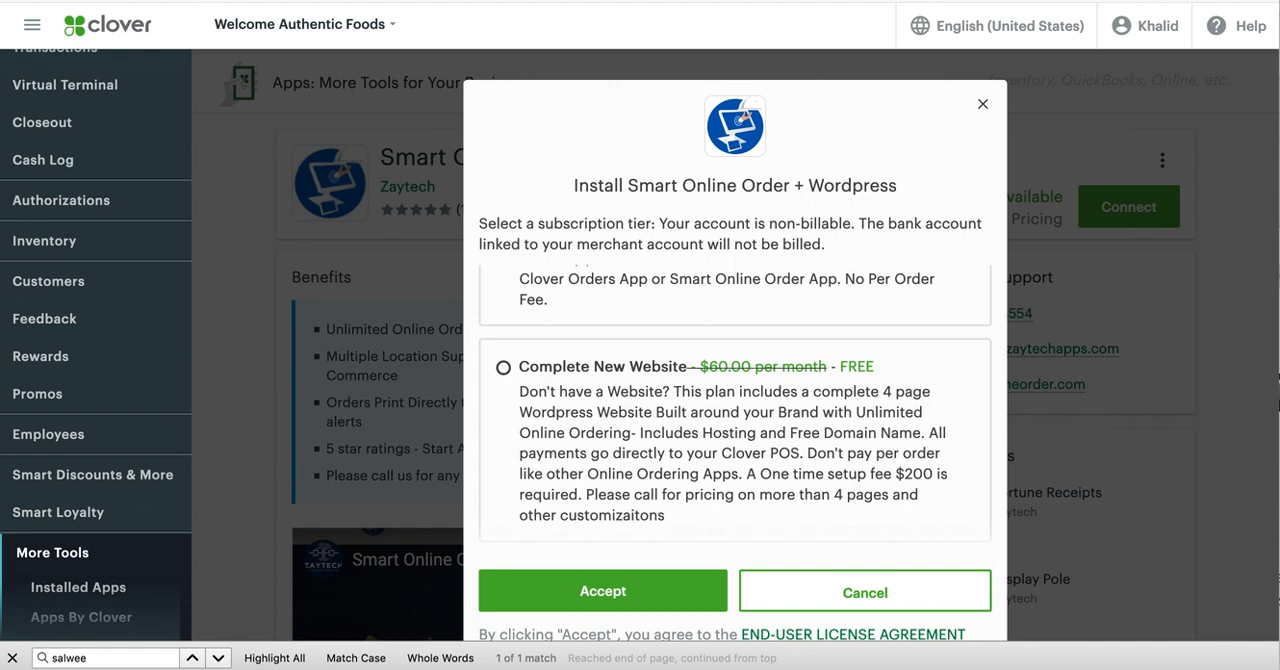 clover
Welcome Authentic Foods
English (United States)
Khalid
Help
Transactions
Virtual Terminal
Closeout
Cash Log
Authorizations
Inventory
Customers
Feedback
Rewards
Promos
Employees
Smart Discounts & More
Smart Loyalty
More Tools
Installed Apps
Apps By Clover
Apps: More Tools for Your
Inventory, QuickBooks, Online, etc.
Smart
Zaytech
Pricing
Connect
Benefits
Unlimited Online
Multiple Location
Commerce
Orders Print Directly
alerts
5 star ratings - Start
Please call us for any
ZAYTECH
Smart Online
554
zaytechapps.com
Receipts
Pole
Install Smart Online Order + Wordpress
Select a subscription tier: Your account is non-billable. The bank account
linked to your merchant account will not be billed.
Clover Orders App or Smart Online Order App. No Per Order
Fee.
Complete New Website - $60.00 per month - FREE
Don't have a Website? This plan includes a complete 4 page
Wordpress Website Built around your Brand with Unlimited
Online Ordering- Includes Hosting and Free Domain Name. All
payments go directly to your Clover POS. Don't pay per order
like other Online Ordering Apps. A One time setup fee $200 is
required. Please call for pricing on more than 4 pages and
other customizaitons
Accept
Cancel
By clicking "Accept", you agree to the END-USER LICENSE AGREEMENT
salwee
Highlight All
Match Case
Whole Words
1 of 1 match
Reached end of page, continued from top